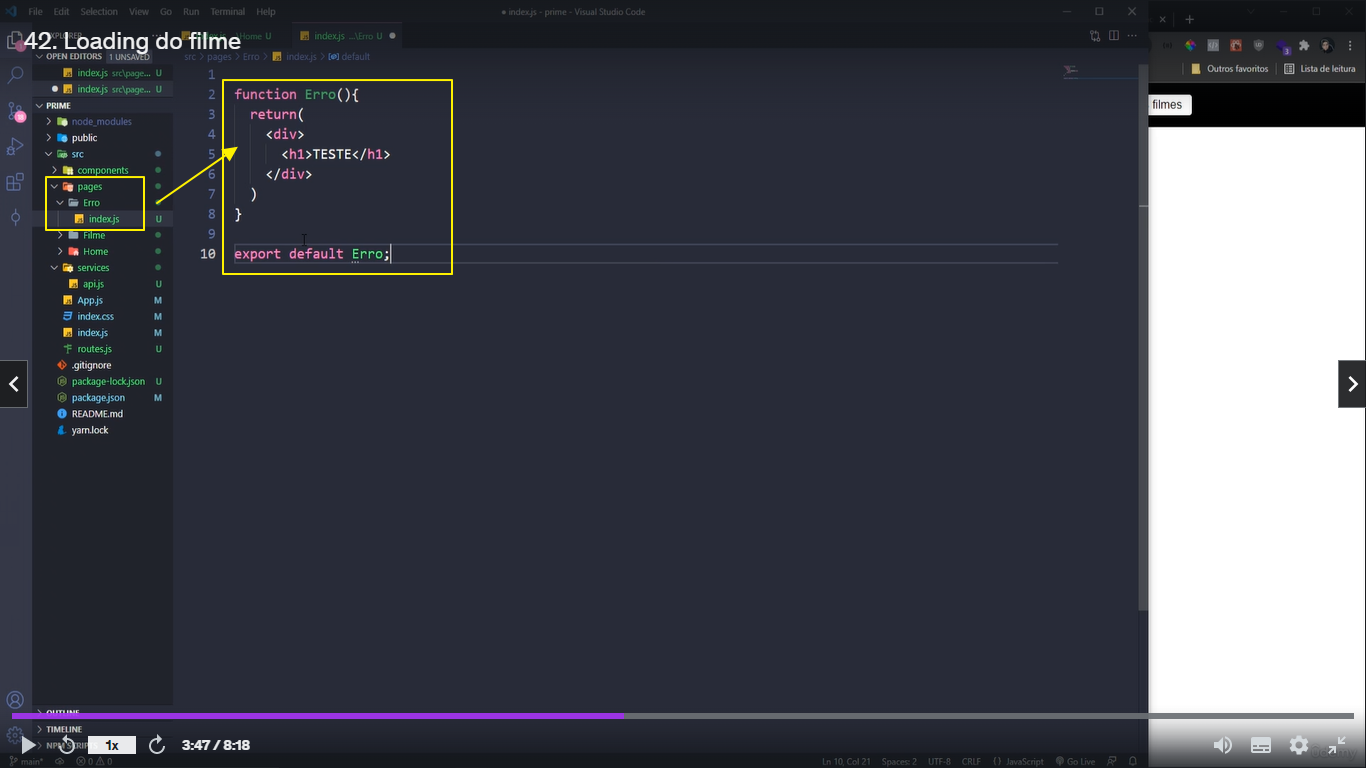 File Edit Selection View Go Run Terminal Help
● index.js - prime - Visual Studio Code
42. Loading do filme
index.js ...\Erro U ●
OPEN EDITORS 1 UNSAVED
src > pages > Erro > index.js > default
index.js src\page... U
● index.js src\page... U
PRIME
node_modules
public
src
components
pages
Erro
index.js U
Filme
Home
services
api.js U
App.js M
index.css M
index.js M
routes.js U
.gitignore
package-lock.json U
package.json M
README.md
yarn.lock
1
2 function Erro(){
3 return(
4 <div>
5 <h1>TESTE</h1>
6 </div>
7 )
8 }
9
10 export default Erro;
Outros favoritos Lista de leitura
filmes
OUTLINE
TIMELINE
NPM SCRIPTS
1x 3:47 / 8:18
main* 0 0 Ln 10, Col 21 Spaces: 2 UTF-8 CRLF {} JavaScript Go Live